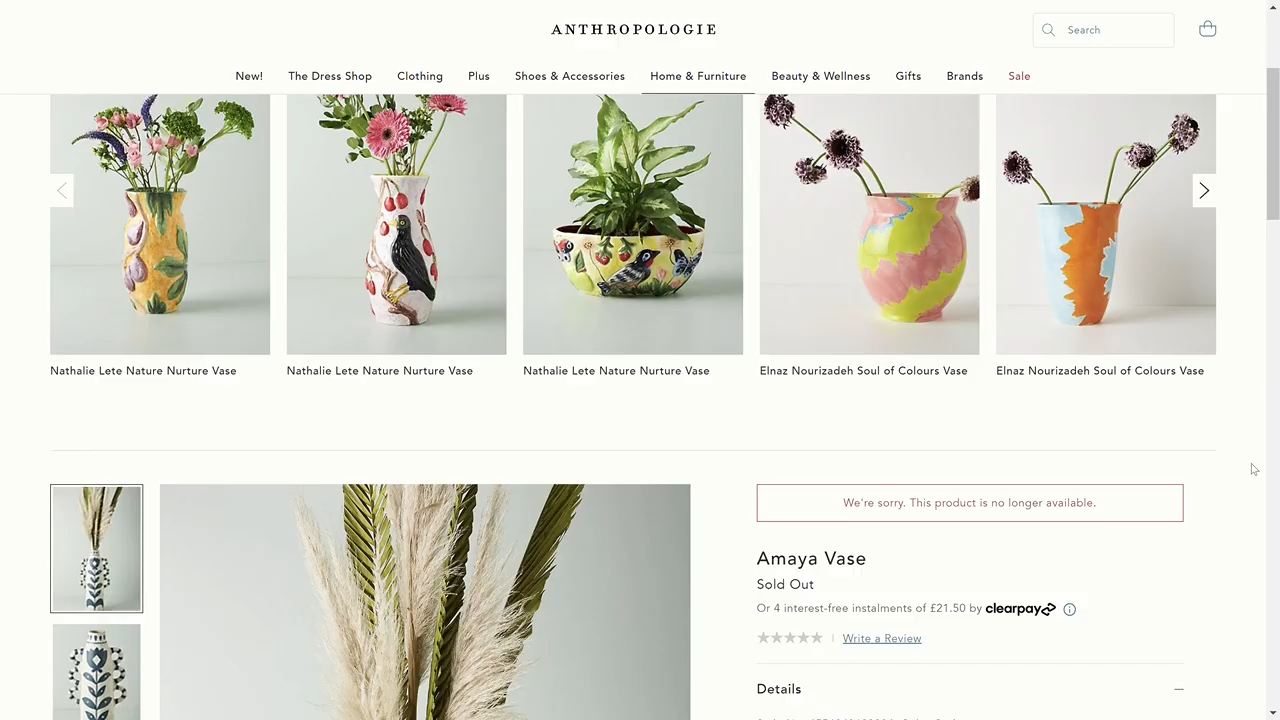 ANTHROPOLOGIE
Search
New! The Dress Shop Clothing Plus Shoes & Accessories Home & Furniture Beauty & Wellness Gifts Brands Sale
Nathalie Lete Nature Nurture Vase
Nathalie Lete Nature Nurture Vase
Nathalie Lete Nature Nurture Vase
Elnaz Nourizadeh Soul of Colours Vase
Elnaz Nourizadeh Soul of Colours Vase
We're sorry. This product is no longer available.
Amaya Vase
Sold Out
Or 4 interest-free instalments of £21.50 by clearpay
Write a Review
Details